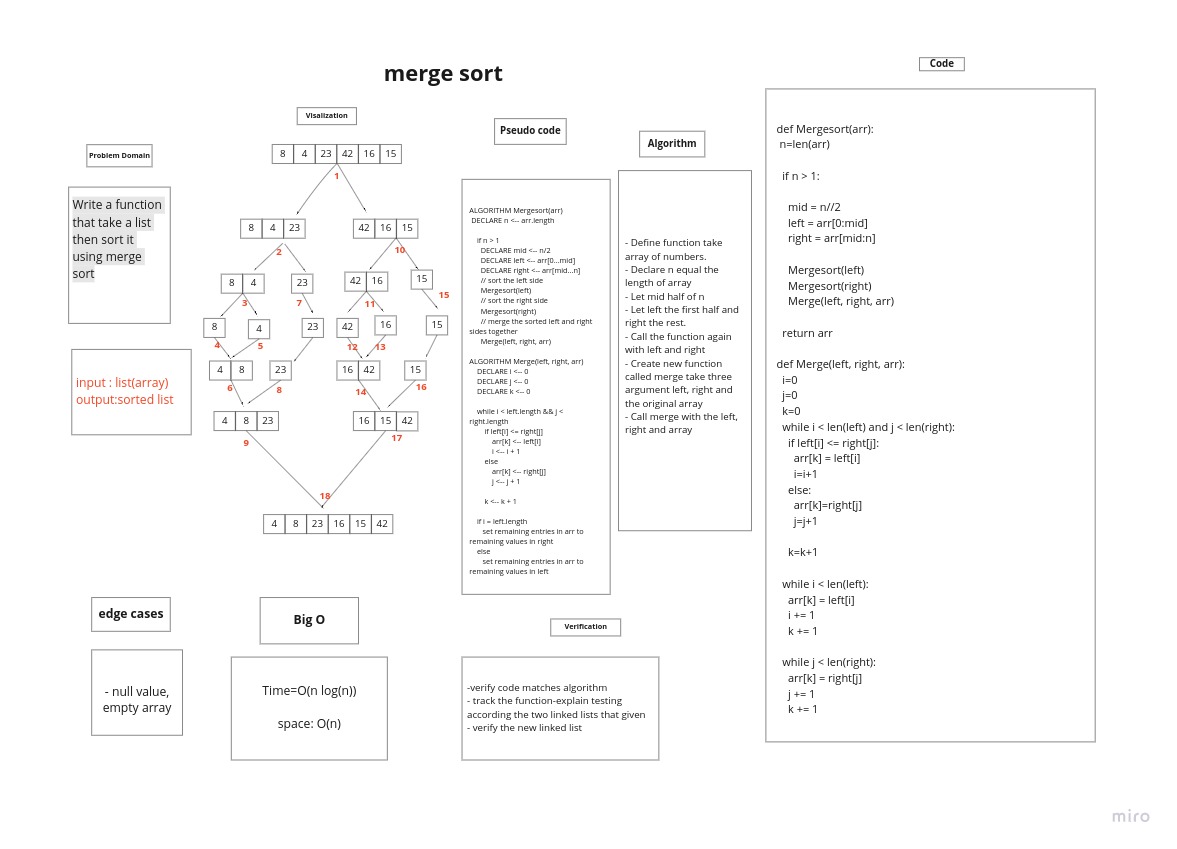 merge sort
Problem Domain
Write a function
that take a list
then sort it
using merge
sort
input : list(array)
output:sorted list
Visalization
8 4 23 42 16 15
1
8 4 23
42 16 15
2
10
8 4
23
42 16
15
3
7
11
15
8
4
23
42
16
15
4
5
12
13
4 8
23
16 42
15
6
8
14
16
4 8 23
16 15 42
9
17
18
4 8 23 16 15 42
Pseudo code
ALGORITHM Mergesort(arr)
DECLARE n <-- arr.length
if n > 1
DECLARE mid <-- n/2
DECLARE left <-- arr[0...mid]
DECLARE right <-- arr[mid...n]
// sort the left side
Mergesort(left)
// sort the right side
Mergesort(right)
// merge the sorted left and right
sides together
Merge(left, right, arr)
ALGORITHM Merge(left, right, arr)
DECLARE i <-- 0
DECLARE j <-- 0
DECLARE k <-- 0
while i < left.length && j <
right.length
if left[i] <= right[j]
arr[k] <-- left[i]
i <-- i + 1
else
arr[k] <-- right[j]
j <-- j + 1
k <-- k + 1
if i = left.length
set remaining entries in arr to
remaining values in right
else
set remaining entries in arr to
remaining values in left
Algorithm
- Define function take
array of numbers.
- Declare n equal the
length of array
- Let mid half of n
- Let left the first half and
right the rest.
- Call the function again
with left and right
- Create new function
called merge take three
argument left, right and
the original array
- Call merge with the left,
right and array
Code
def Mergesort(arr):
n=len(arr)
if n > 1:
mid = n//2
left = arr[0:mid]
right = arr[mid:n]
Mergesort(left)
Mergesort(right)
Merge(left, right, arr)
return arr
def Merge(left, right, arr):
i=0
j=0
k=0
while i < len(left) and j < len(right):
if left[i] <= right[j]:
arr[k] = left[i]
i=i+1
else:
arr[k]=right[j]
j=j+1
k=k+1
while i < len(left):
arr[k] = left[i]
i += 1
k += 1
while j < len(right):
arr[k] = right[j]
j += 1
k += 1
edge cases
- null value,
empty array
Big O
Time=O(n log(n))
space: O(n)
Verification
-verify code matches algorithm
- track the function-explain testing
according the two linked lists that given
- verify the new linked list
miro